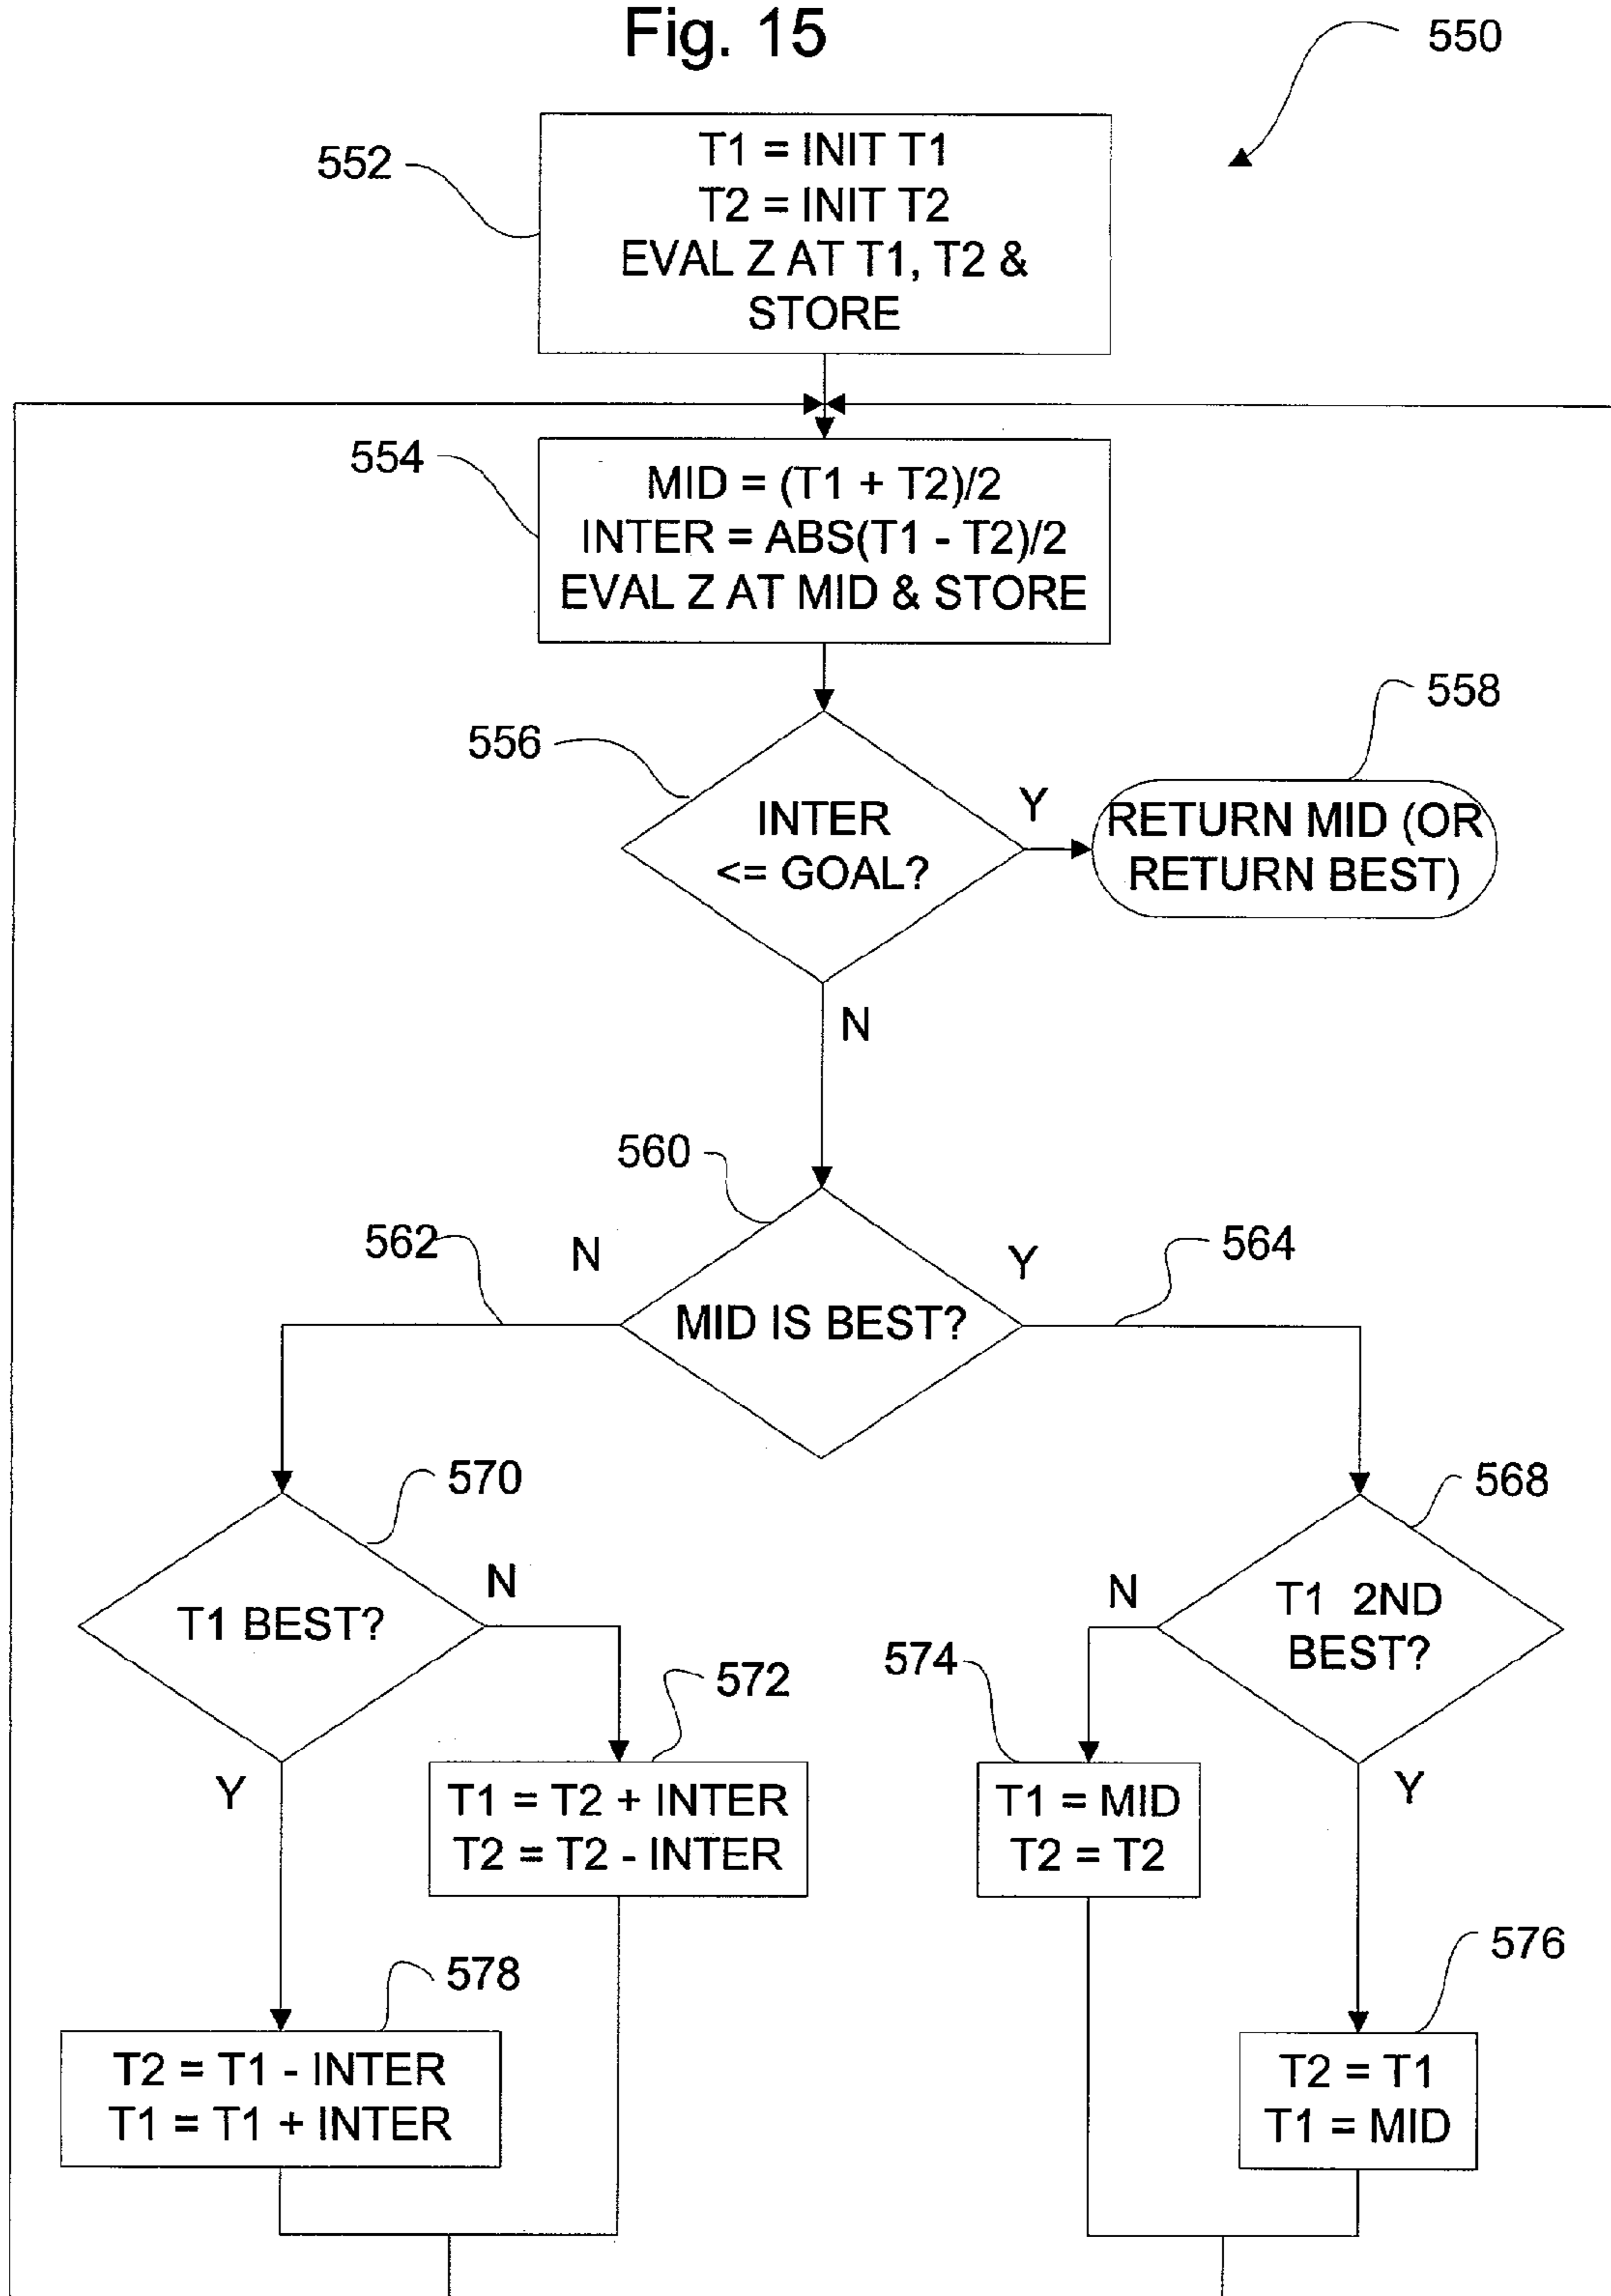 Fig. 15
550
552
T1 = INIT T1
T2 = INIT T2
EVAL Z AT T1, T2 &
STORE
554
MID = (T1 + T2)/2
INTER = ABS(T1 - T2)/2
EVAL Z AT MID & STORE
556
INTER
<= GOAL?
Y
558
RETURN MID (OR
RETURN BEST)
N
560
562
N
MID IS BEST?
Y
564
570
T1 BEST?
N
572
T1 = T2 + INTER
T2 = T2 - INTER
Y
578
T2 = T1 - INTER
T1 = T1 + INTER
568
T1 2ND
BEST?
N
574
T1 = MID
T2 = T2
Y
576
T2 = T1
T1 = MID